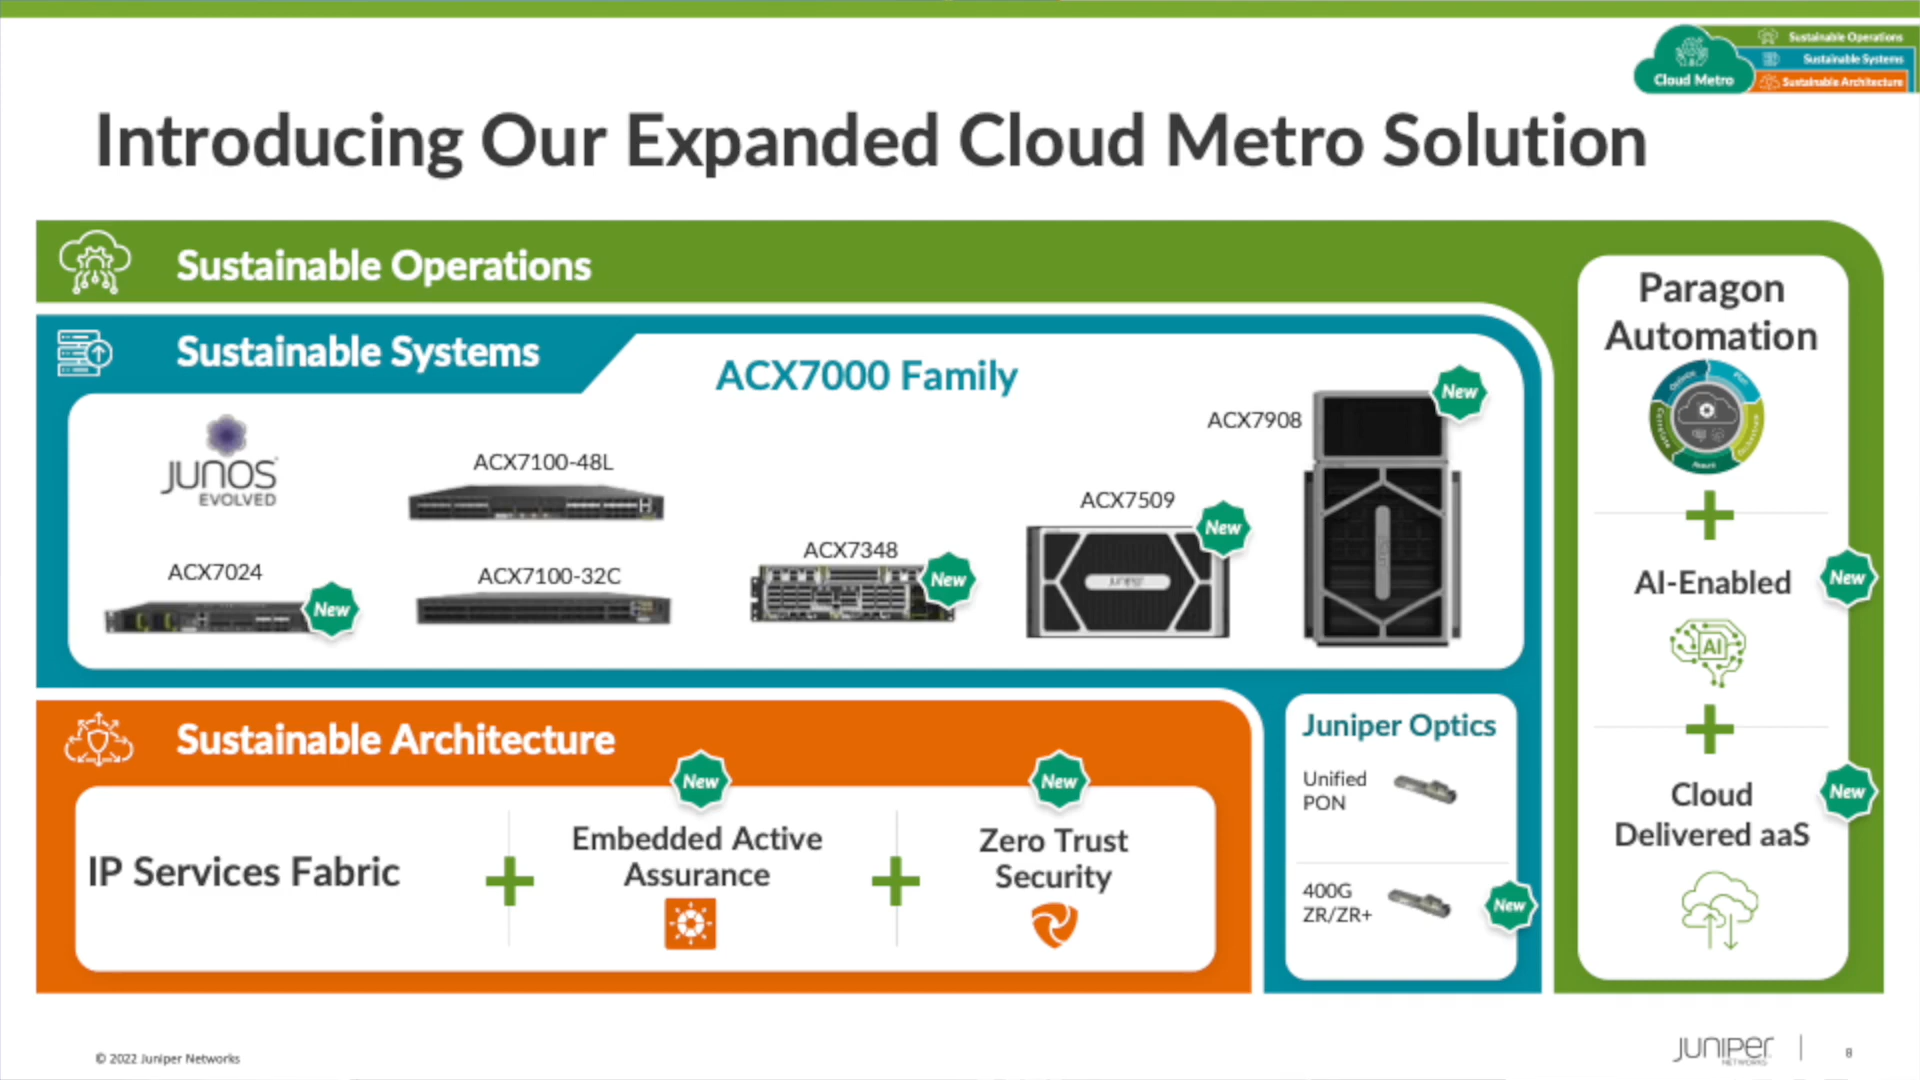 Sustainable Operations
Sustainable Systems
Sustainable Architecture
Cloud Metro
Introducing Our Expanded Cloud Metro Solution
Sustainable Operations
Sustainable Systems
ACX7000 Family
JUNOS
EVOLVED
ACX7100-48L
ACX7024
New
ACX7100-32C
ACX7348
New
ACX7509
New
JUNIPER
ACX7908
New
Sustainable Architecture
IP Services Fabric
New
Embedded Active
Assurance
New
Zero Trust
Security
Juniper Optics
Unified
PON
400G
ZR/ZR+
New
Paragon
Automation
AI-Enabled
New
AI
Cloud
Delivered aaS
New
© 2022 Juniper Networks
JUNIPER
NETWORKS
8